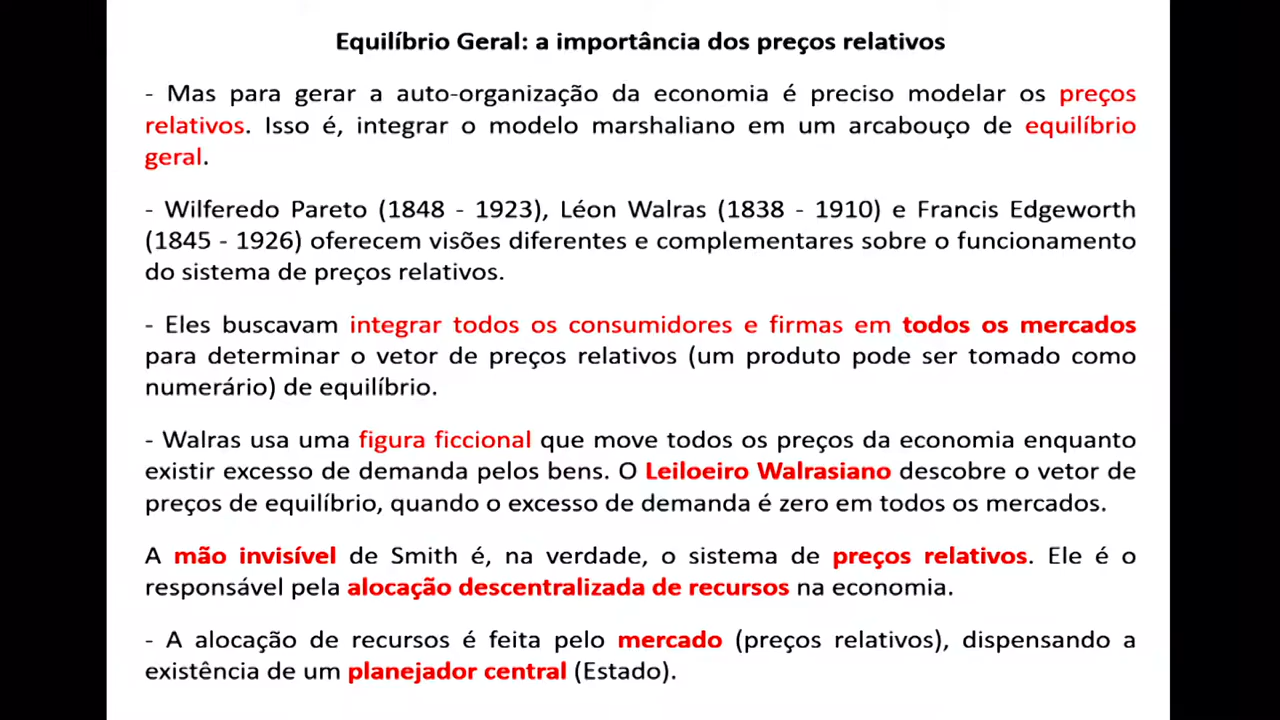 Equilíbrio Geral: a importância dos preços relativos
- Mas para gerar a auto-organização da economia é preciso modelar os preços
relativos. Isso é, integrar o modelo marshaliano em um arcabouço de equilíbrio
geral.
- Wilferedo Pareto (1848 - 1923), Léon Walras (1838 - 1910) e Francis Edgeworth
(1845 - 1926) oferecem visões diferentes e complementares sobre o funcionamento
do sistema de preços relativos.
- Eles buscavam integrar todos os consumidores e firmas em todos os mercados
para determinar o vetor de preços relativos (um produto pode ser tomado como
numerário) de equilíbrio.
- Walras usa uma figura ficcional que move todos os preços da economia enquanto
existir excesso de demanda pelos bens. O Leiloeiro Walrasiano descobre o vetor de
preços de equilíbrio, quando o excesso de demanda é zero em todos os mercados.
A mão invisível de Smith é, na verdade, o sistema de preços relativos. Ele é o
responsável pela alocação descentralizada de recursos na economia.
- A alocação de recursos é feita pelo mercado (preços relativos), dispensando a
existência de um planejador central (Estado).